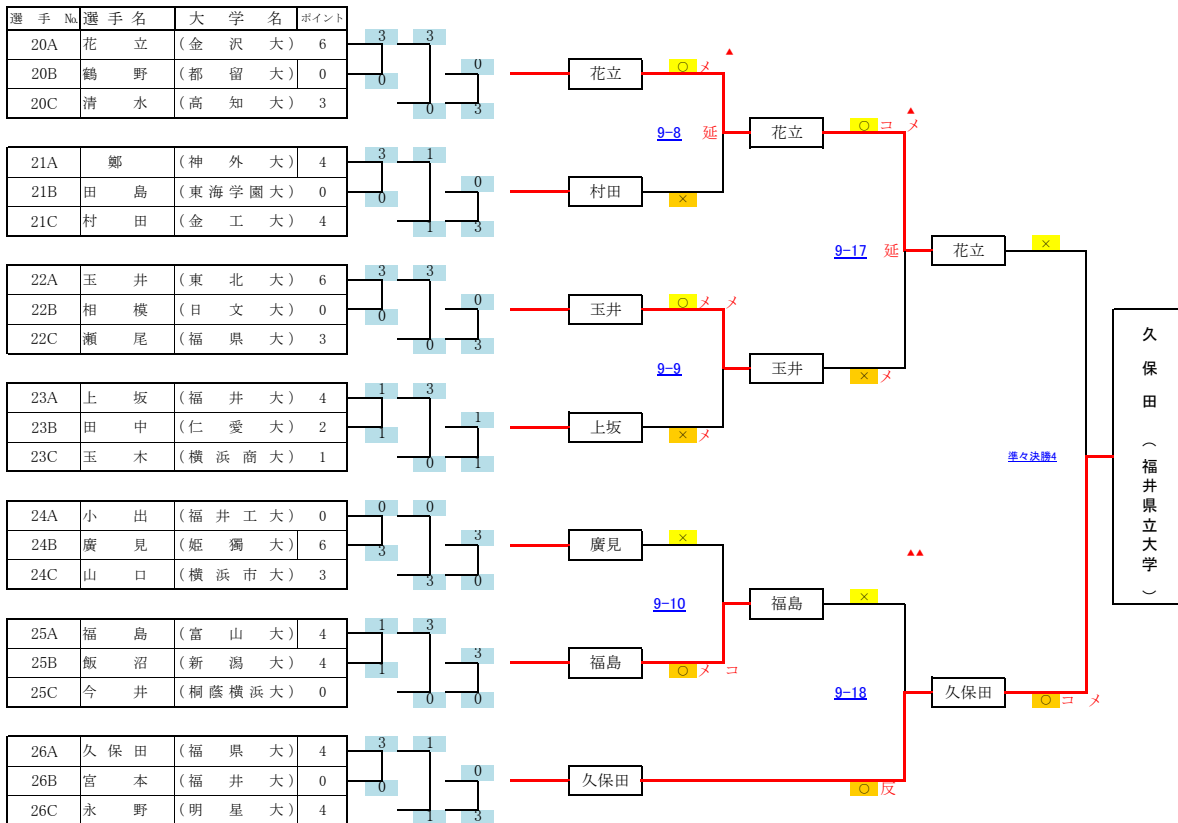 選 手 № 選 手 名 大 学 名 ポイント
20A 花 立 (金 沢 大) 6
20B 鶴 野 (都 留 大) 0
20C 清 水 (高 知 大) 3
3 3
0 0
0 3
21A 鄭 (神 外 大) 4
21B 田 島 (東海学園大) 0
21C 村 田 (金 工 大) 4
3 1
0 0
1 3
22A 玉 井 (東 北 大) 6
22B 相 模 (日 文 大) 0
22C 瀬 尾 (福 県 大) 3
3 3
0 0
0 3
23A 上 坂 (福 井 大) 4
23B 田 中 (仁 愛 大) 2
23C 玉 木 (横 浜 商 大) 1
1 3
1 1
0 1
24A 小 出 (福 井 工 大) 0
24B 廣 見 (姫 獨 大) 6
24C 山 口 (横 浜 市 大) 3
0 0
3 3
3 0
25A 福 島 (富 山 大) 4
25B 飯 沼 (新 潟 大) 4
25C 今 井 (桐蔭横浜大) 0
1 3
1 3
0 0
26A 久 保 田 (福 県 大) 4
26B 宮 本 (福 井 大) 0
26C 永 野 (明 星 大) 4
3 1
0 0
1 3
花立 ○ メ ▲
9-8 延
村田 ×
玉井 ○ メ メ
9-9
上坂 × メ
廣見 ×
9-10
福島 ○ メ コ
久保田 ○ 反
花立 ○ コ メ ▲
9-17 延
玉井 × メ
福島 × ▲▲
9-18
花立 ×
準々決勝4
久保田 ○ コ メ
久保田（福井県立大学）